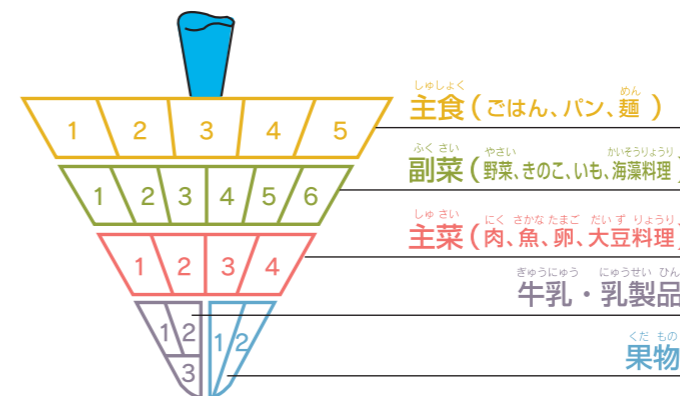 しゅしょく めん
主食(ごはん、パン、麺)
1 2 3 4 5
ふくさい やさい かいそうりょうり
副菜(野菜、きのこ、いも、海藻料理)
1 2 3 4 5 6
しゅさい にく さかな たまご だいず りょうり
主菜(肉、魚、卵、大豆料理)
1 2 3 4
ぎゅうにゅう にゅうせいひん
牛乳・乳製品
1 2 1 2
くだもの
果物
3